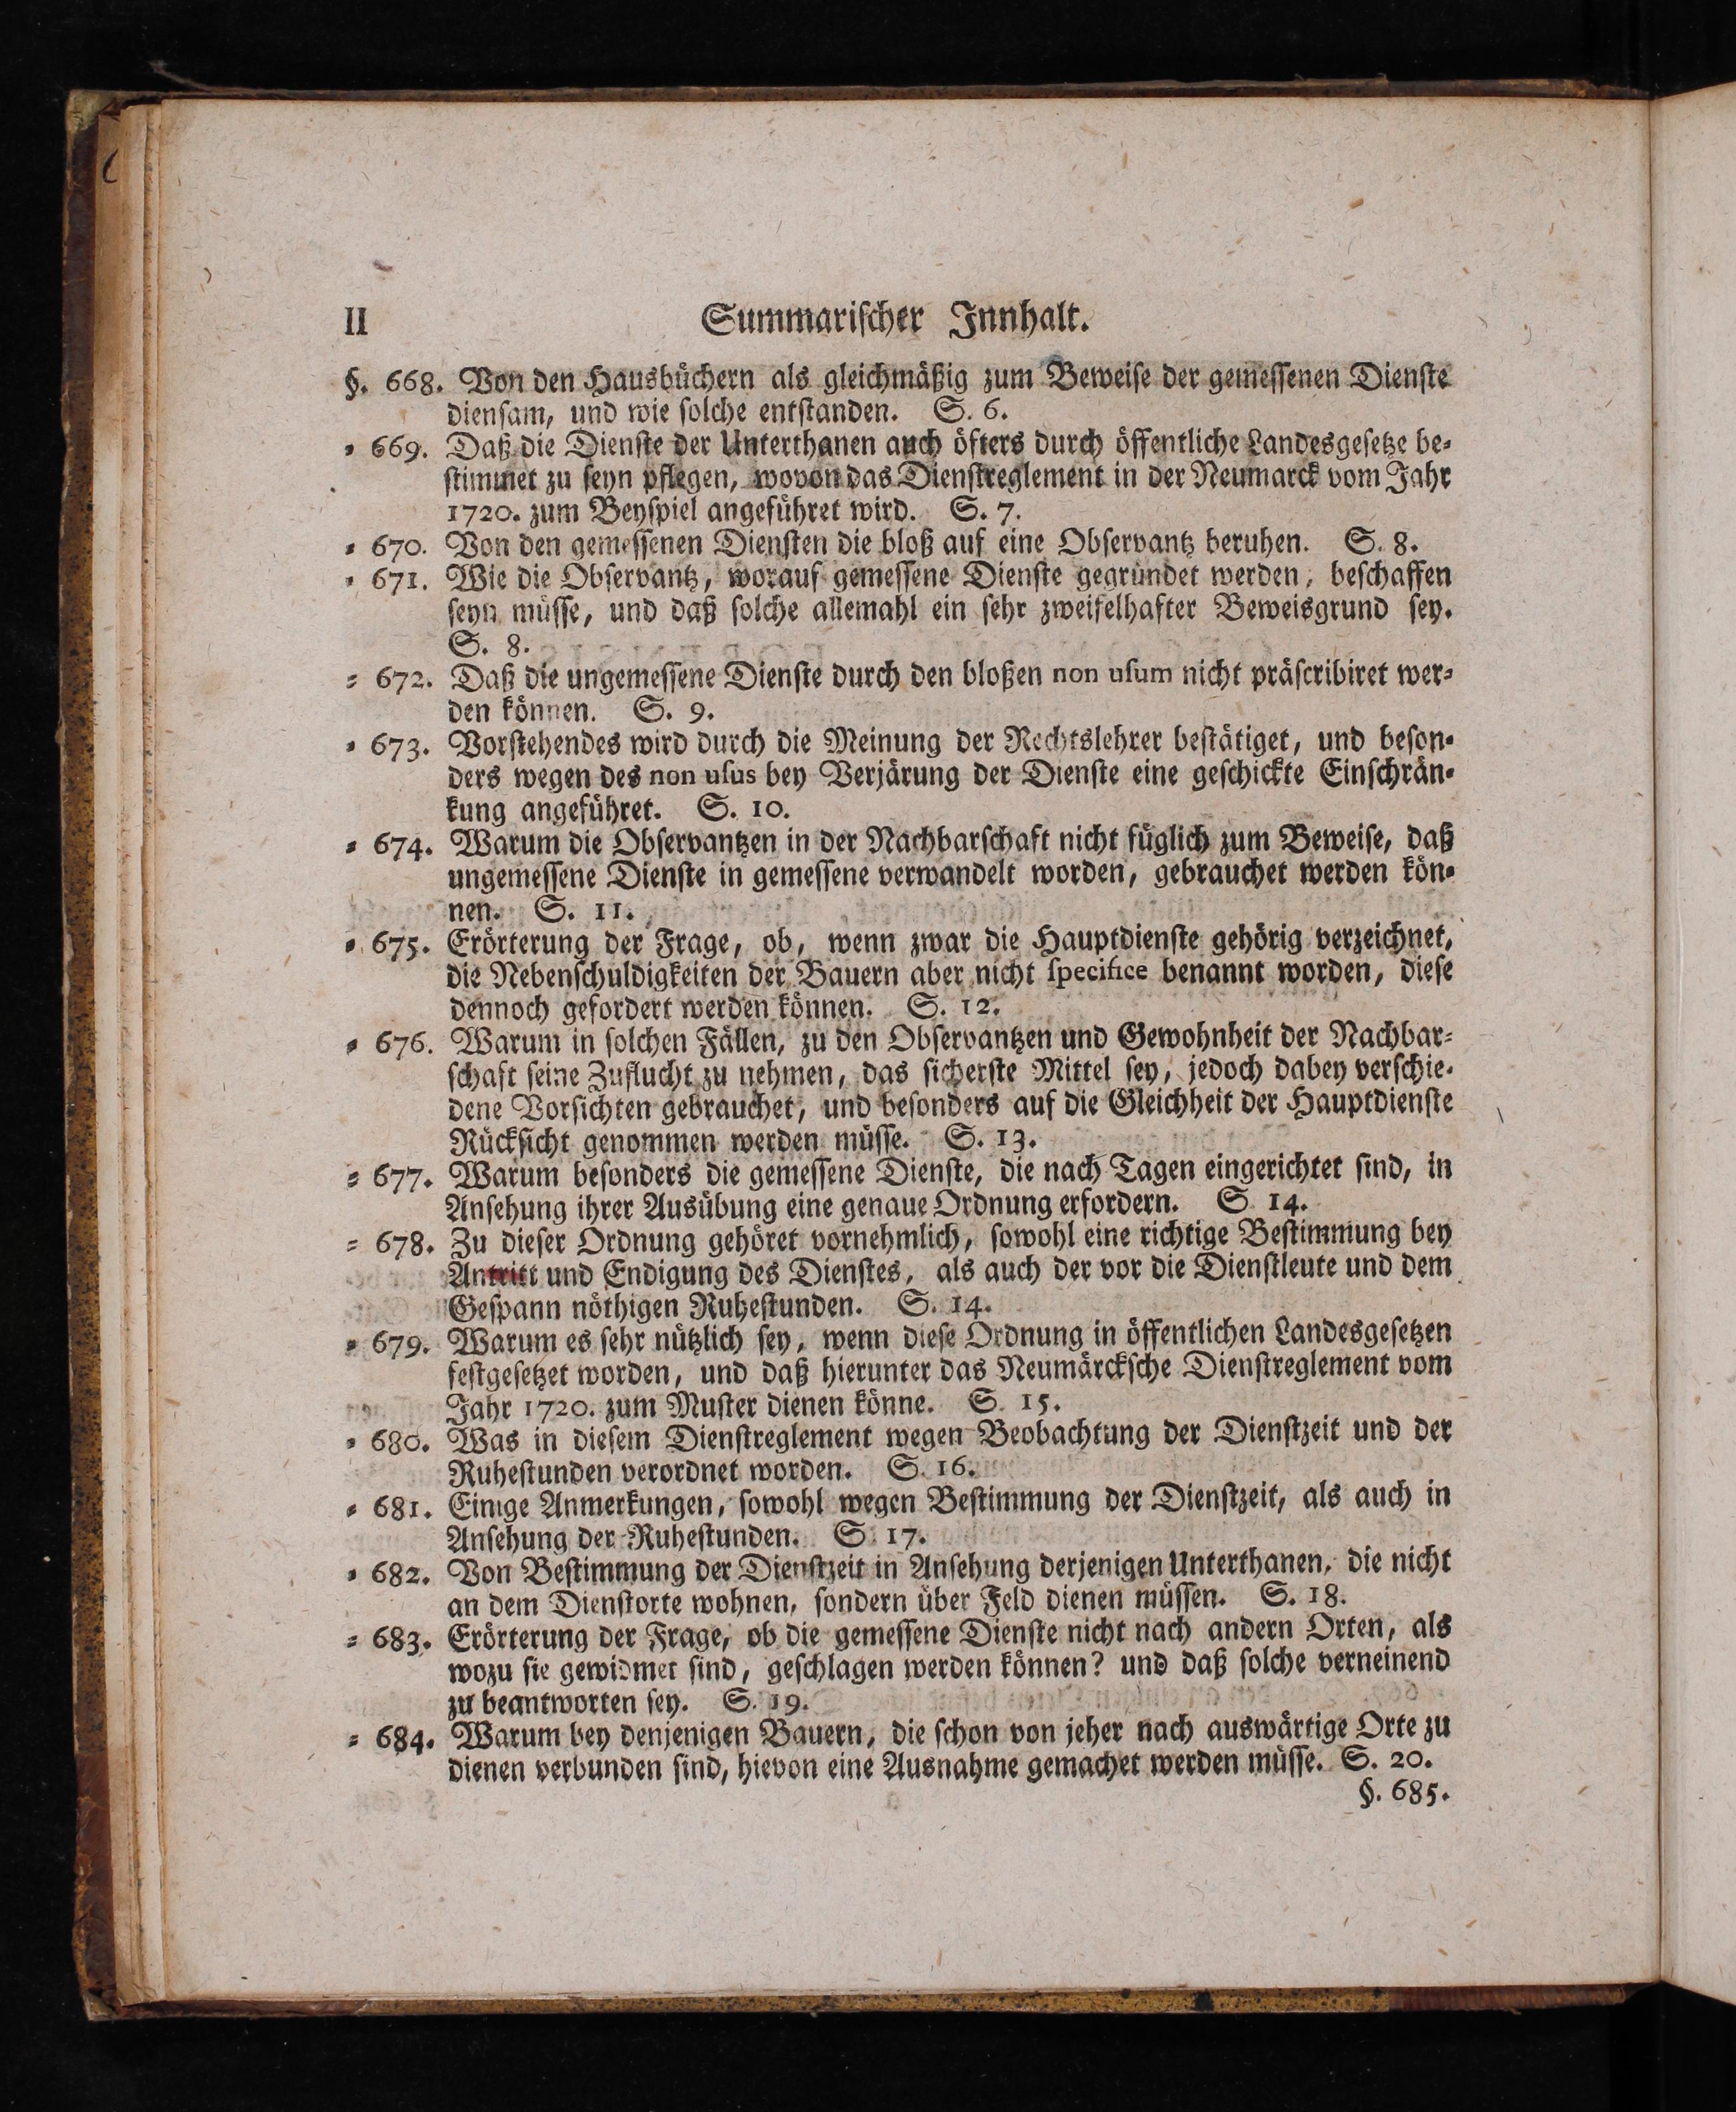 II Summariſcher Innhalt.
§. 668. Von den Hausbüchern als gleichmäßig zum Beweiſe der gemeſſenen Dienſte
dienſam, und wie ſolche entſtanden. S. 6.
⸗ 669. Daß die Dienſte der Unterthanen auch öfters durch öffentliche Landesgeſetze be⸗
ſtimmet zu ſeyn pflegen, wovon das Dienſtreglement in der Neumarck vom Jahr
1720. zum Beyſpiel angeführet wird. S. 7.
⸗ 670. Von den gemeſſenen Dienſten die bloß auf eine Obſervantz beruhen. S. 8.
⸗ 671. Wie die Obſervantz, worauf gemeſſene Dienſte gegründet werden, beſchaffen
ſeyn müſſe, und daß ſolche allemahl ein ſehr zweifelhafter Beweisgrund ſey.
S. 8.
⸗ 672. Daß die ungemeſſene Dienſte durch den bloßen non uſum nicht präſcribiret wer⸗
den können. S. 9.
⸗ 673. Vorſtehendes wird durch die Meinung der Rechtslehrer beſtätiget, und beſon⸗
ders wegen des non uſus bey Verjärung der Dienſte eine geſchickte Einſchrän⸗
kung angeführet. S. 10.
⸗ 674. Warum die Obſervantzen in der Nachbarſchaft nicht füglich zum Beweiſe, daß
ungemeſſene Dienſte in gemeſſene verwandelt worden, gebrauchet werden kön⸗
nen. S. 11.
⸗ 675. Erörterung der Frage, ob, wenn zwar die Hauptdienſte gehörig verzeichnet,
die Nebenſchuldigkeiten der Bauern aber nicht ſpecifice benannt worden, dieſe
dennoch gefordert werden können. S. 12.
⸗ 676. Warum in ſolchen Fällen, zu den Obſervantzen und Gewohnheit der Nachbar⸗
ſchaft ſeine Zuflucht zu nehmen, das ſicherſte Mittel ſey, jedoch dabey verſchie⸗
dene Vorſichten gebrauchet, und beſonders auf die Gleichheit der Hauptdienſte
Rückſicht genommen werden müſſe. S. 13.
⸗ 677. Warum beſonders die gemeſſene Dienſte, die nach Tagen eingerichtet ſind, in
Anſehung ihrer Ausübung eine genaue Ordnung erfordern. S. 14.
⸗ 678. Zu dieſer Ordnung gehöret vornehmlich, ſowohl eine richtige Beſtimmung bey
Antritt und Endigung des Dienſtes, als auch der vor die Dienſtleute und dem
Geſpann nöthigen Ruheſtunden. S. 14.
⸗ 679. Warum es ſehr nützlich ſey, wenn dieſe Ordnung in öffentlichen Landesgeſetzen
feſtgeſetzet worden, und daß hierunter das Neumärckſche Dienſtreglement vom
Jahr 1720. zum Muſter dienen könne. S. 15.
⸗ 680. Was in dieſem Dienſtreglement wegen Beobachtung der Dienſtzeit und der
Ruheſtunden verordnet worden. S. 16.
⸗ 681. Einige Anmerkungen, ſowohl wegen Beſtimmung der Dienſtzeit, als auch in
Anſehung der Ruheſtunden. S. 17.
⸗ 682. Von Beſtimmung der Dienſtzeit in Anſehung derjenigen Unterthanen, die nicht
an dem Dienſtorte wohnen, ſondern über Feld dienen müſſen. S. 18.
⸗ 683. Erörterung der Frage, ob die gemeſſene Dienſte nicht nach andern Orten, als
wozu ſie gewidmet ſind, geſchlagen werden können? und daß ſolche verneinend
zu beantworten ſey. S. 19.
⸗ 684. Warum bey denjenigen Bauern, die ſchon von jeher nach auswärtige Orte zu
dienen verbunden ſind, hievon eine Ausnahme gemachet werden müſſe. S. 20.
§. 685.